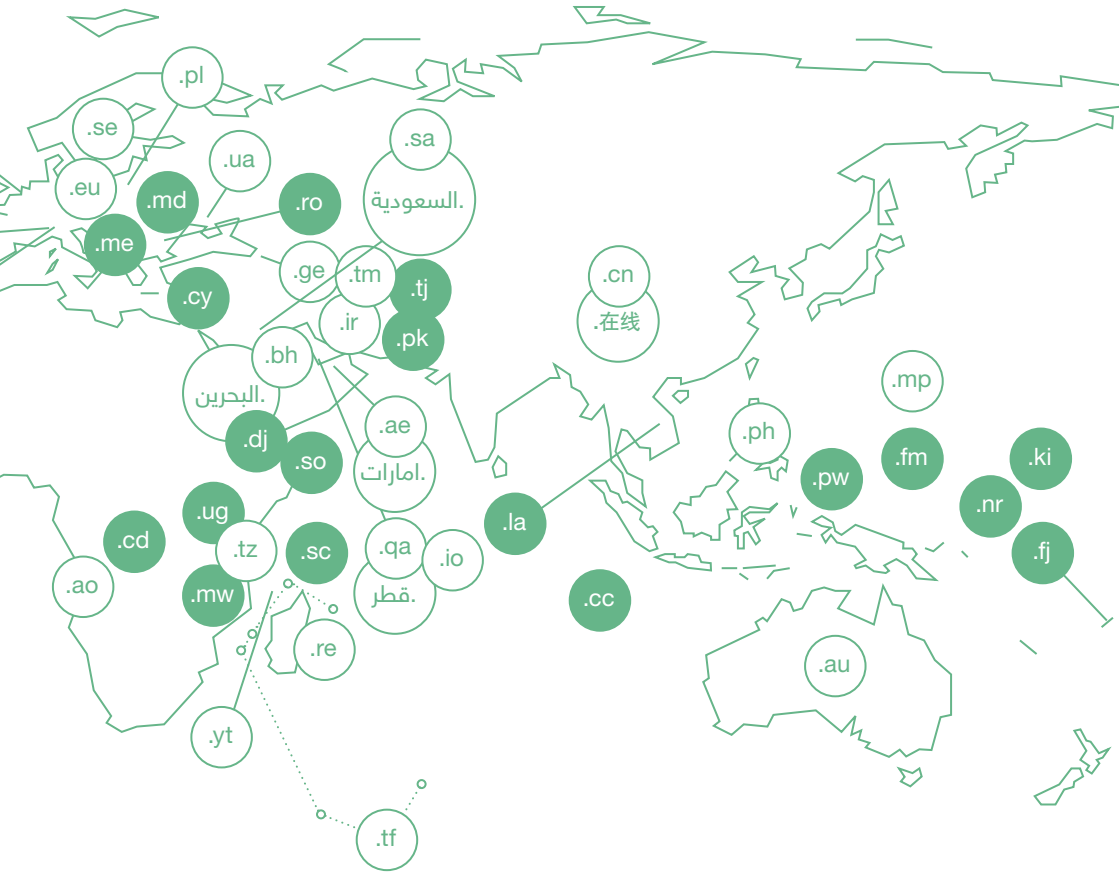 .pl
.se
.sa
.ua
.eu
.md
.السعودية
.ro
.me
.ge
.tm
.cn
.tj
.cy
.ir
.在线
.pk
.bh
.mp
.البحرين
.ae
.ph
.dj
.so
.fm
.ki
.امارات
.pw
.nr
.ug
.la
.cd
.tz
.sc
.qa
.io
.fj
.ao
.mw
.قطر
.cc
.re
.au
.yt
.tf